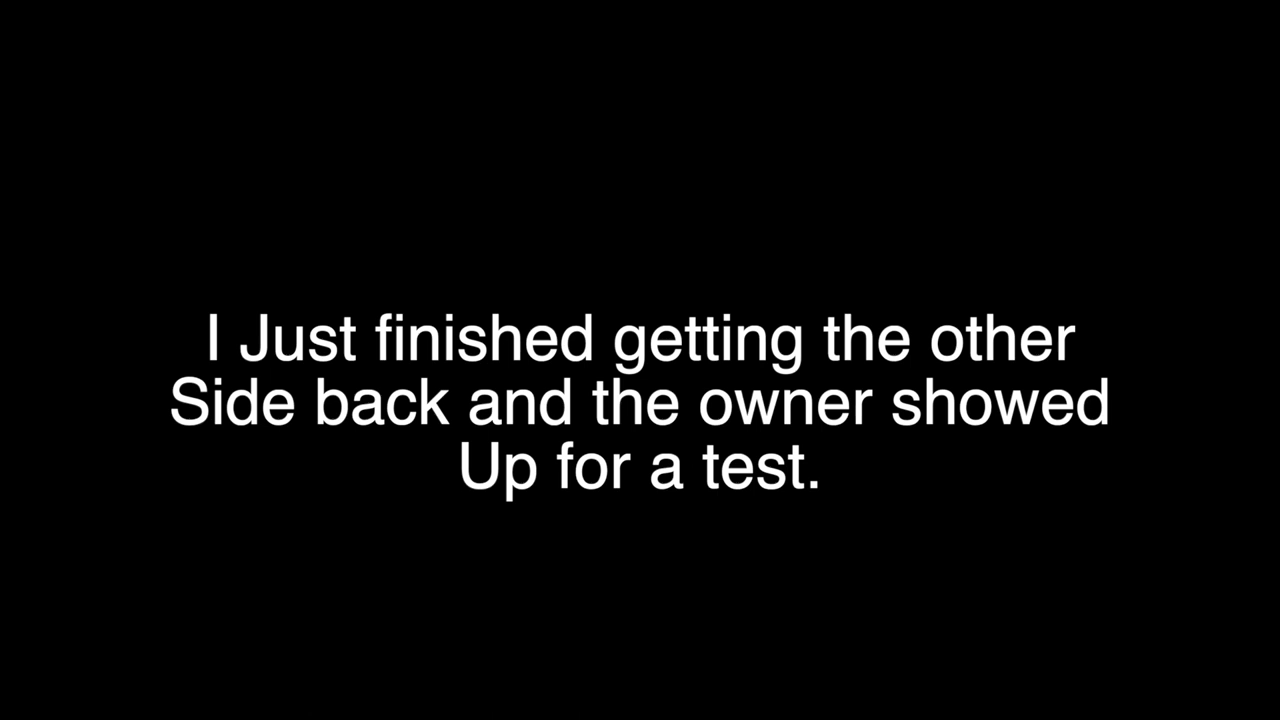 I Just finished getting the other
Side back and the owner showed
Up for a test.